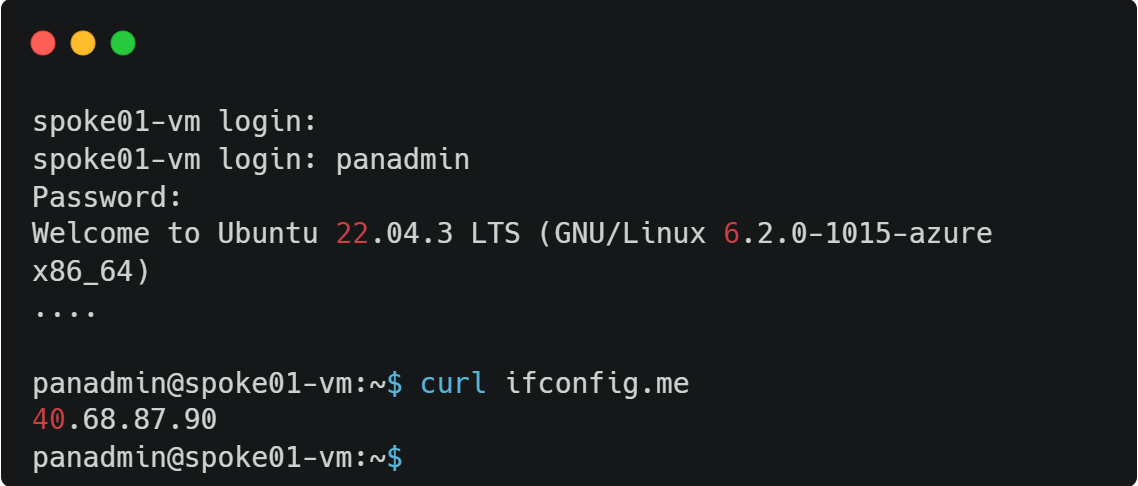 spoke01-vm login:
spoke01-vm login: panadmin
Password:
Welcome to Ubuntu 22.04.3 LTS (GNU/Linux 6.2.0-1015-azure
x86_64)
....
panadmin@spoke01-vm:~$ curl ifconfig.me
40.68.87.90
panadmin@spoke01-vm:~$